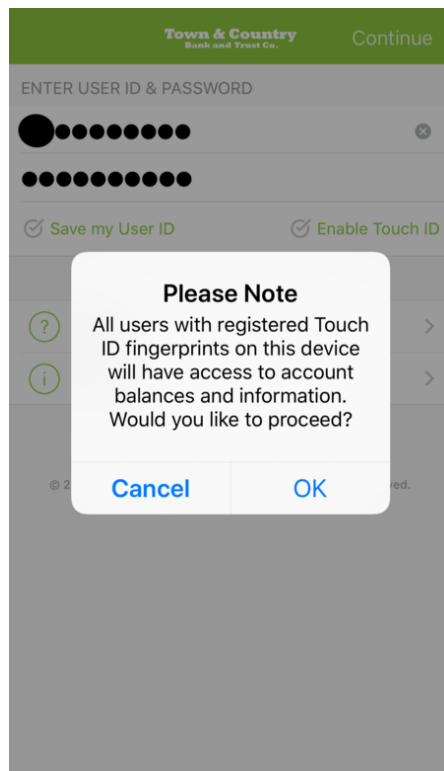 Town & Country
Bank and Trust Co.
Continue
ENTER USER ID & PASSWORD
Save my User ID
Enable Touch ID
Please Note
All users with registered Touch
ID fingerprints on this device
will have access to account
balances and information.
Would you like to proceed?
Cancel
OK
© 2